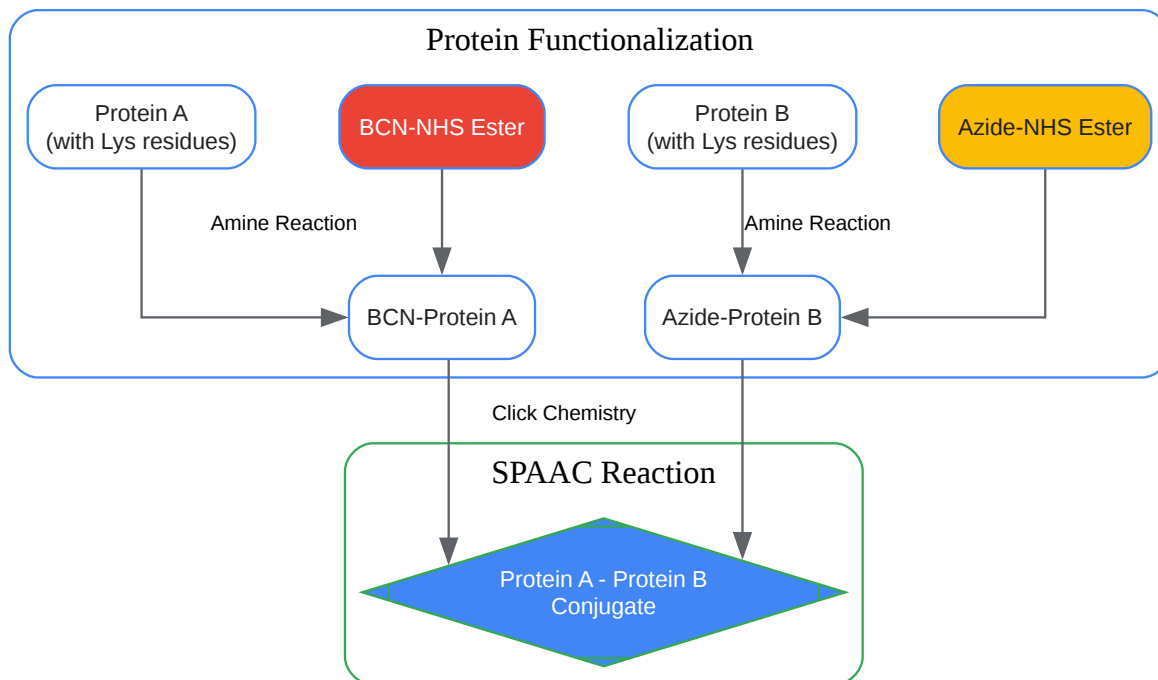 Protein Functionalization
Protein A
(with Lys residues)
BCN-NHS Ester
Protein B
(with Lys residues)
Azide-NHS Ester
Amine Reaction
Amine Reaction
BCN-Protein A
Azide-Protein B
Click Chemistry
SPAAC Reaction
Protein A - Protein B
Conjugate